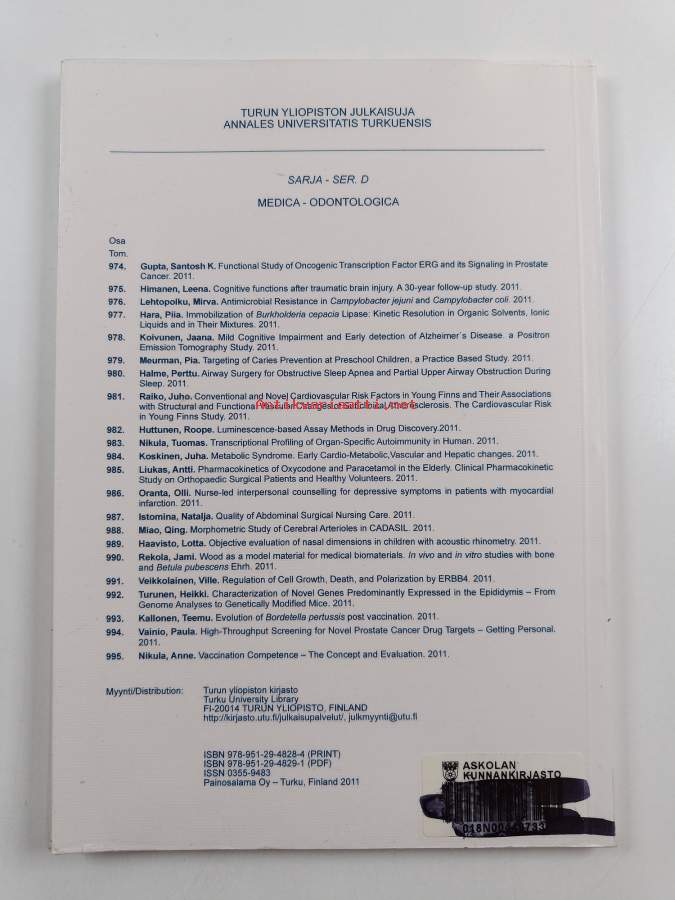 TURUN YLIOPISTON JULKAISUJA
ANNALES UNIVERSITATIS TURKUENSIS
SARJA - SER. D
MEDICA - ODONTOLOGICA
Osa
Tom.
974. Gupta, Santosh K. Functional Study of Oncogenic Transcription Factor ERG and its Signaling in Prostate
Cancer. 2011.
975. Himanen, Leena. Cognitive functions after traumatic brain injury. A 30-year follow-up study. 2011.
976. Lehtopolku, Mirva. Antimicrobial Resistance in Campylobacter jejuni and Campylobacter coli. 2011.
977. Hara, Piia. Immobilization of Burkholderia cepacia Lipase: Kinetic Resolution in Organic Solvents, Ionic
Liquids and in Their Mixtures. 2011.
978. Koivunen, Jaana. Mild Cognitive Impairment and Early detection of Alzheimer´s Disease. a Positron
Emission Tomography Study. 2011.
979. Meurman, Pia. Targeting of Caries Prevention at Preschool Children, a Practice Based Study. 2011.
980. Halme, Perttu. Airway Surgery for Obstructive Sleep Apnea and Partial Upper Airway Obstruction During
Sleep. 2011.
981. Raiko, Juho. Conventional and Novel Cardiovascular Risk Factors in Young Finns and Their Associations
with Structural and Functional Vascular Changes of Subclinical Atherosclerosis. The Cardiovascular Risk
Antikvariaatti.net
in Young Finns Study. 2011.
982. Huttunen, Roope. Luminescence-based Assay Methods in Drug Discovery.2011.
983. Nikula, Tuomas. Transcriptional Profiling of Organ-Specific Autoimmunity in Human. 2011.
984. Koskinen, Juha. Metabolic Syndrome. Early Cardio-Metabolic,Vascular and Hepatic changes. 2011.
985. Liukas, Antti. Pharmacokinetics of Oxycodone and Paracetamol in the Elderly. Clinical Pharmacokinetic
Study on Orthopaedic Surgical Patients and Healthy Volunteers. 2011.
986. Oranta, Olli. Nurse-led interpersonal counselling for depressive symptoms in patients with myocardial
infarction. 2011.
987. Istomina, Natalja. Quality of Abdominal Surgical Nursing Care. 2011.
988. Miao, Qing. Morphometric Study of Cerebral Arterioles in CADASIL. 2011.
989. Haavisto, Lotta. Objective evaluation of nasal dimensions in children with acoustic rhinometry. 2011.
990. Rekola, Jami. Wood as a model material for medical biomaterials. In vivo and in vitro studies with bone
and Betula pubescens Ehrh. 2011.
991. Veikkolainen, Ville. Regulation of Cell Growth, Death, and Polarization by ERBB4. 2011.
992. Turunen, Heikki. Characterization of Novel Genes Predominantly Expressed in the Epididymis – From
Genome Analyses to Genetically Modified Mice. 2011.
993. Kallonen, Teemu. Evolution of Bordetella pertussis post vaccination. 2011.
994. Vainio, Paula. High-Throughput Screening for Novel Prostate Cancer Drug Targets – Getting Personal.
2011.
995. Nikula, Anne. Vaccination Competence – The Concept and Evaluation. 2011.
Myynti/Distribution: Turun yliopiston kirjasto
Turku University Library
FI-20014 TURUN YLIOPISTO, FINLAND
http://kirjasto.utu.fi/julkaisupalvelut/, julkmyynti@utu.fi
ISBN 978-951-29-4828-4 (PRINT)
ISBN 978-951-29-4829-1 (PDF)
ISSN 0355-9483
Painosalama Oy – Turku, Finland 2011
ASKOLAN
KUNNANKIRJASTO